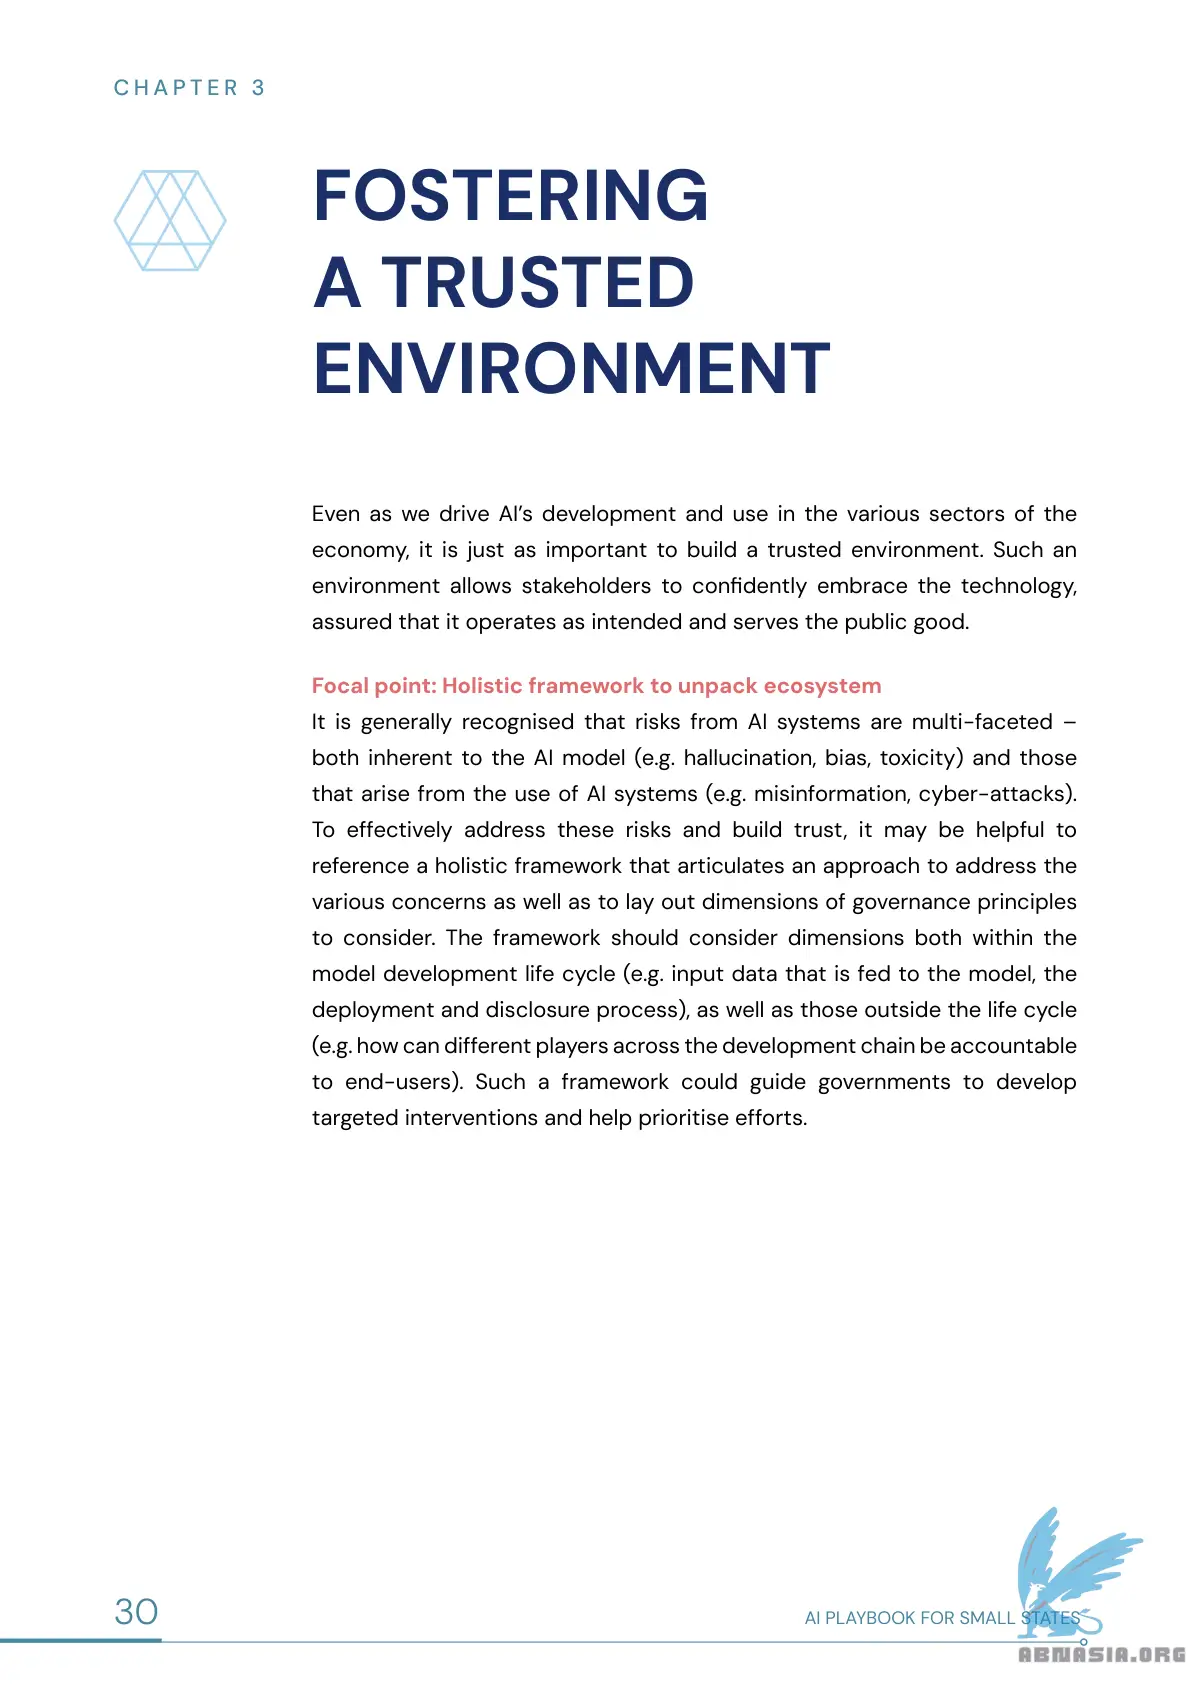 CHAPTER 3
FOSTERING
A TRUSTED
ENVIRONMENT
Even as we drive AI’s development and use in the various sectors of the
economy, it is just as important to build a trusted environment. Such an
environment allows stakeholders to confidently embrace the technology,
assured that it operates as intended and serves the public good.
Focal point: Holistic framework to unpack ecosystem
It is generally recognised that risks from AI systems are multi-faceted –
both inherent to the AI model (e.g. hallucination, bias, toxicity) and those
that arise from the use of AI systems (e.g. misinformation, cyber-attacks).
To effectively address these risks and build trust, it may be helpful to
reference a holistic framework that articulates an approach to address the
various concerns as well as to lay out dimensions of governance principles
to consider. The framework should consider dimensions both within the
model development life cycle (e.g. input data that is fed to the model, the
deployment and disclosure process), as well as those outside the life cycle
(e.g. how can different players across the development chain be accountable
to end-users). Such a framework could guide governments to develop
targeted interventions and help prioritise efforts.
30
AI PLAYBOOK FOR SMALL STATES
ABNASIA.ORG